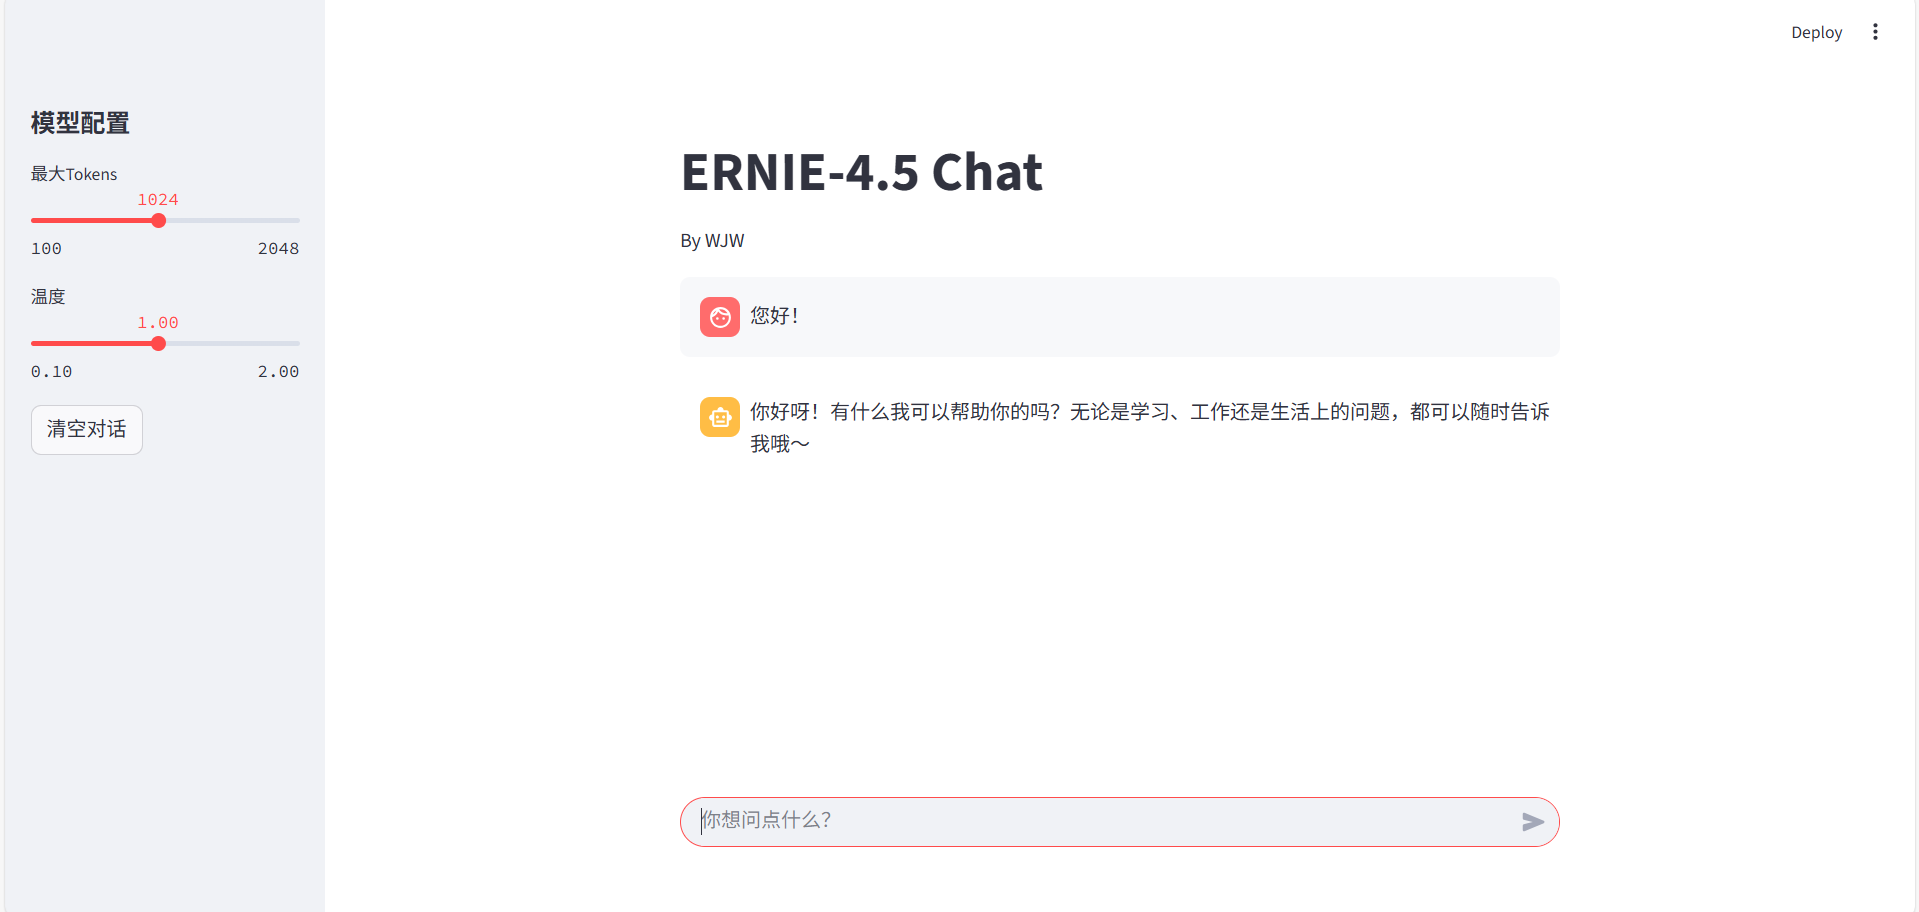 Deploy
模型配置
最大Tokens
1024
100 2048
温度
1.00
0.10 2.00
清空对话
ERNIE-4.5 Chat
By WJW
您好！
你好呀！有什么我可以帮助你的吗？无论是学习、工作还是生活上的问题，都可以随时告诉
我哦～
你想问点什么？